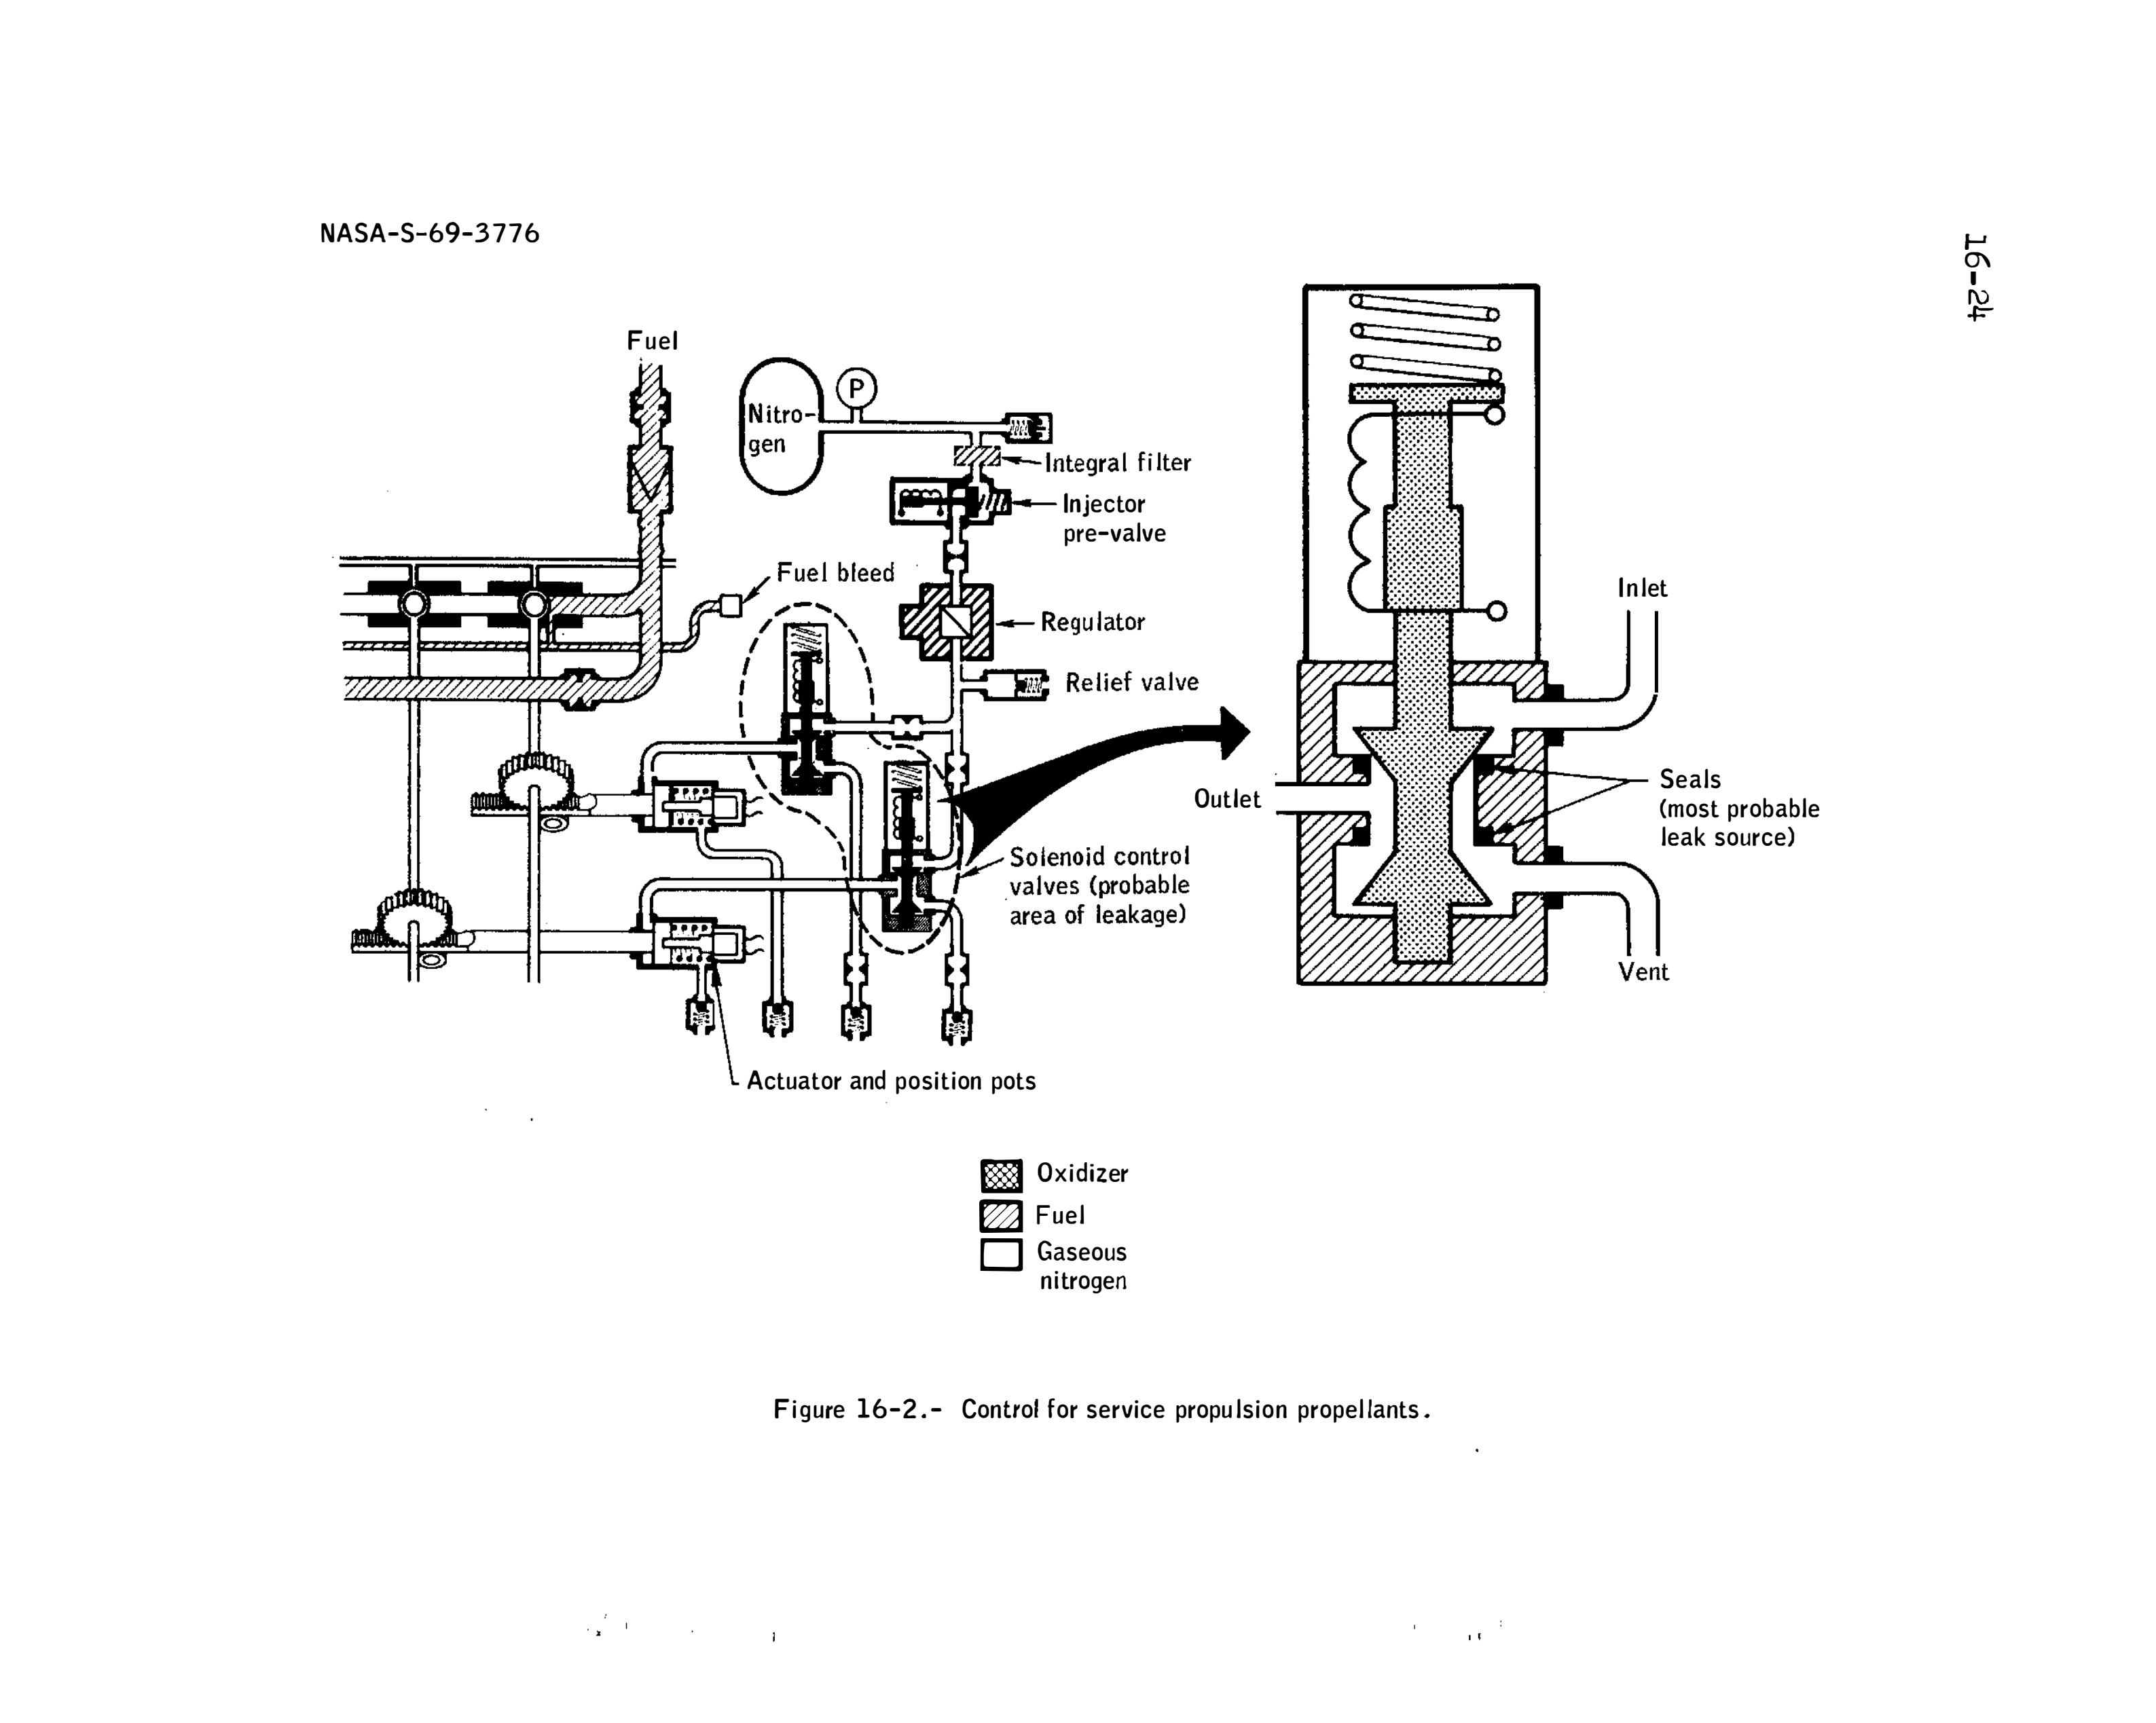 NASA-S-69-3776
16-24
Fuel
Nitro-
gen
P
Integral filter
Injector
pre-valve
Fuel bleed
Regulator
Relief valve
Solenoid control
valves (probable
area of leakage)
Actuator and position pots
Inlet
Outlet
Seals
(most probable
leak source)
Vent
Oxidizer
Fuel
Gaseous
nitrogen
Figure 16-2.- Control for service propulsion propellants.